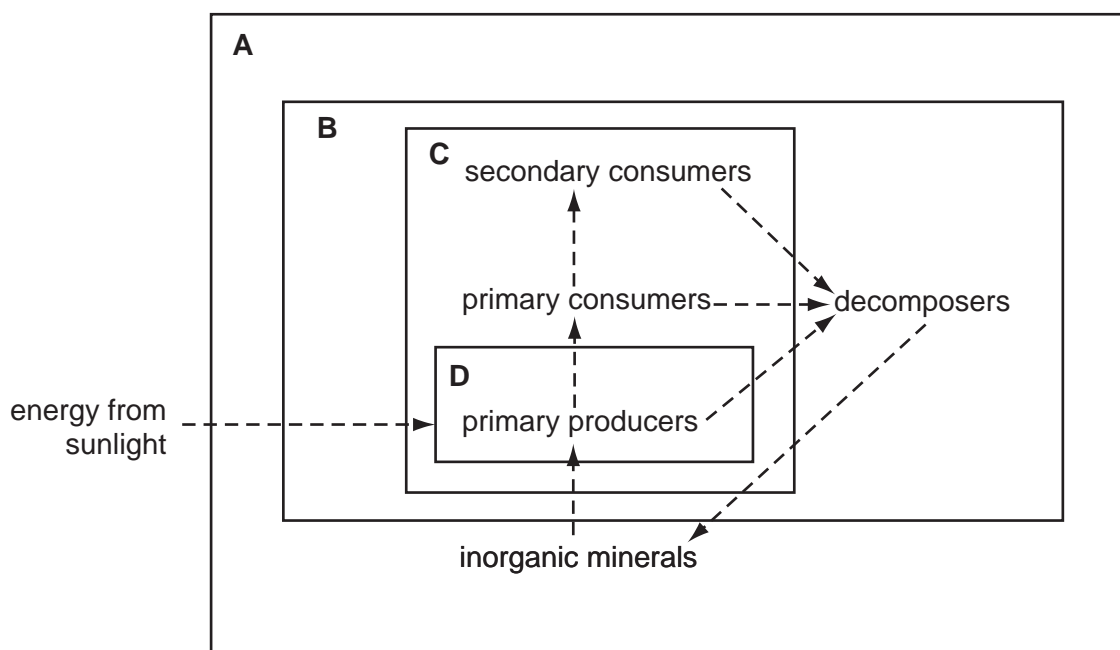 A
B
C
secondary consumers
primary consumers
decomposers
D
energy from
sunlight
primary producers
inorganic minerals